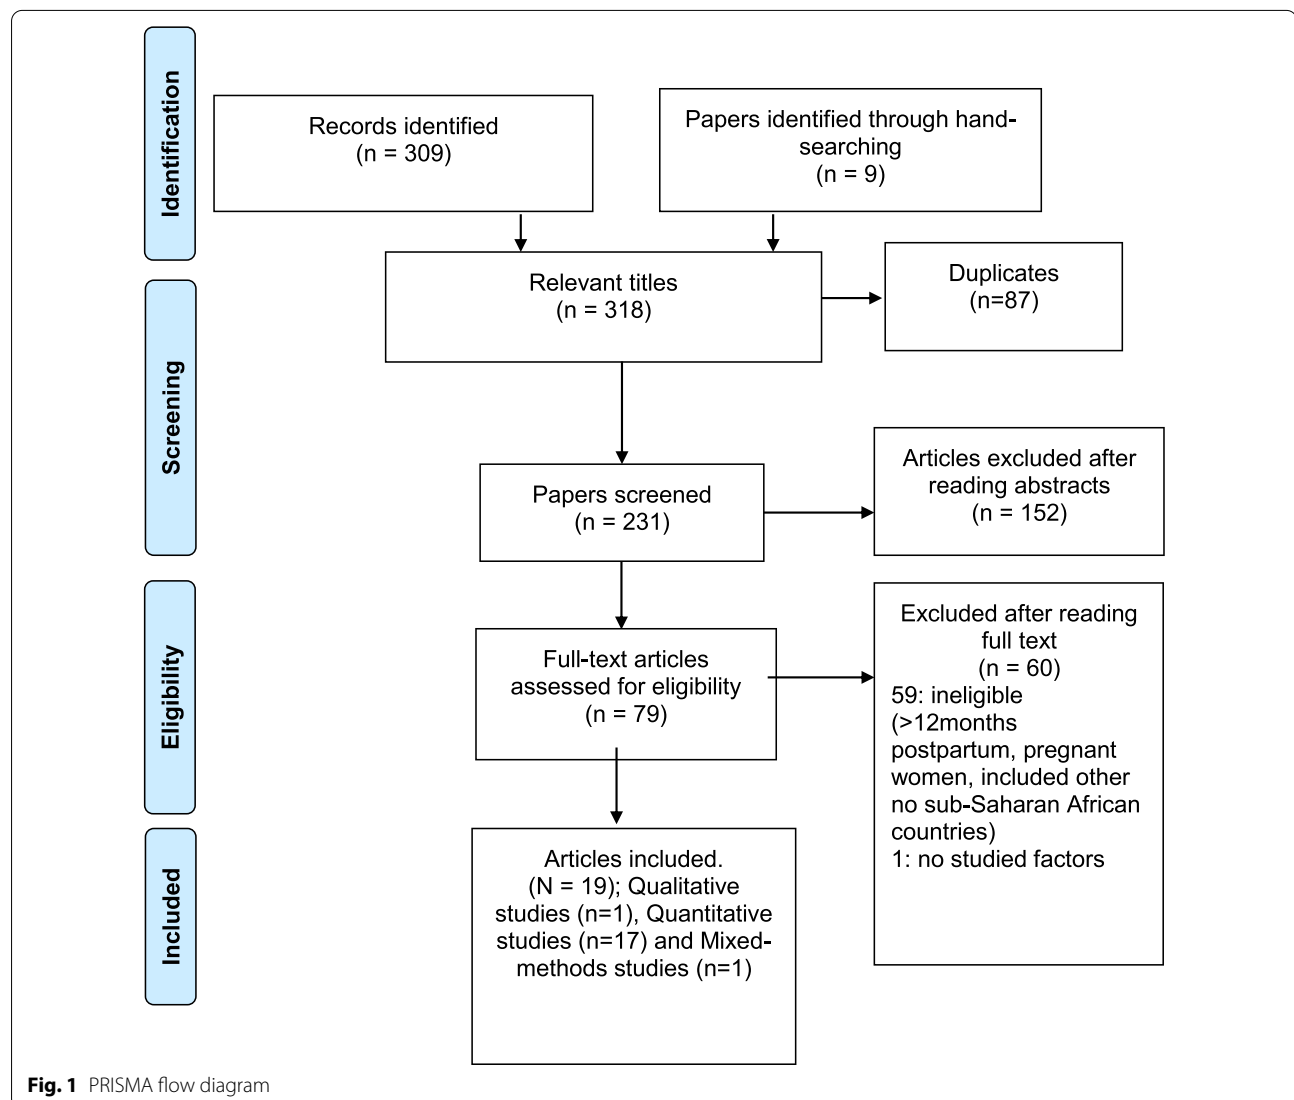 Identification
Records identified
(n = 309)
Papers identified through hand-
searching
(n = 9)
Screening
Relevant titles
(n = 318)
Duplicates
(n=87)
Papers screened
(n = 231)
Articles excluded after
reading abstracts
(n = 152)
Eligibility
Full-text articles
assessed for eligibility
(n = 79)
Excluded after reading
full text
(n = 60)
59: ineligible
(>12months
postpartum, pregnant
women, included other
no sub-Saharan African
countries)
1: no studied factors
Included
Articles included.
(N = 19); Qualitative
studies (n=1), Quantitative
studies (n=17) and Mixed-
methods studies (n=1)
Fig. 1 PRISMA flow diagram